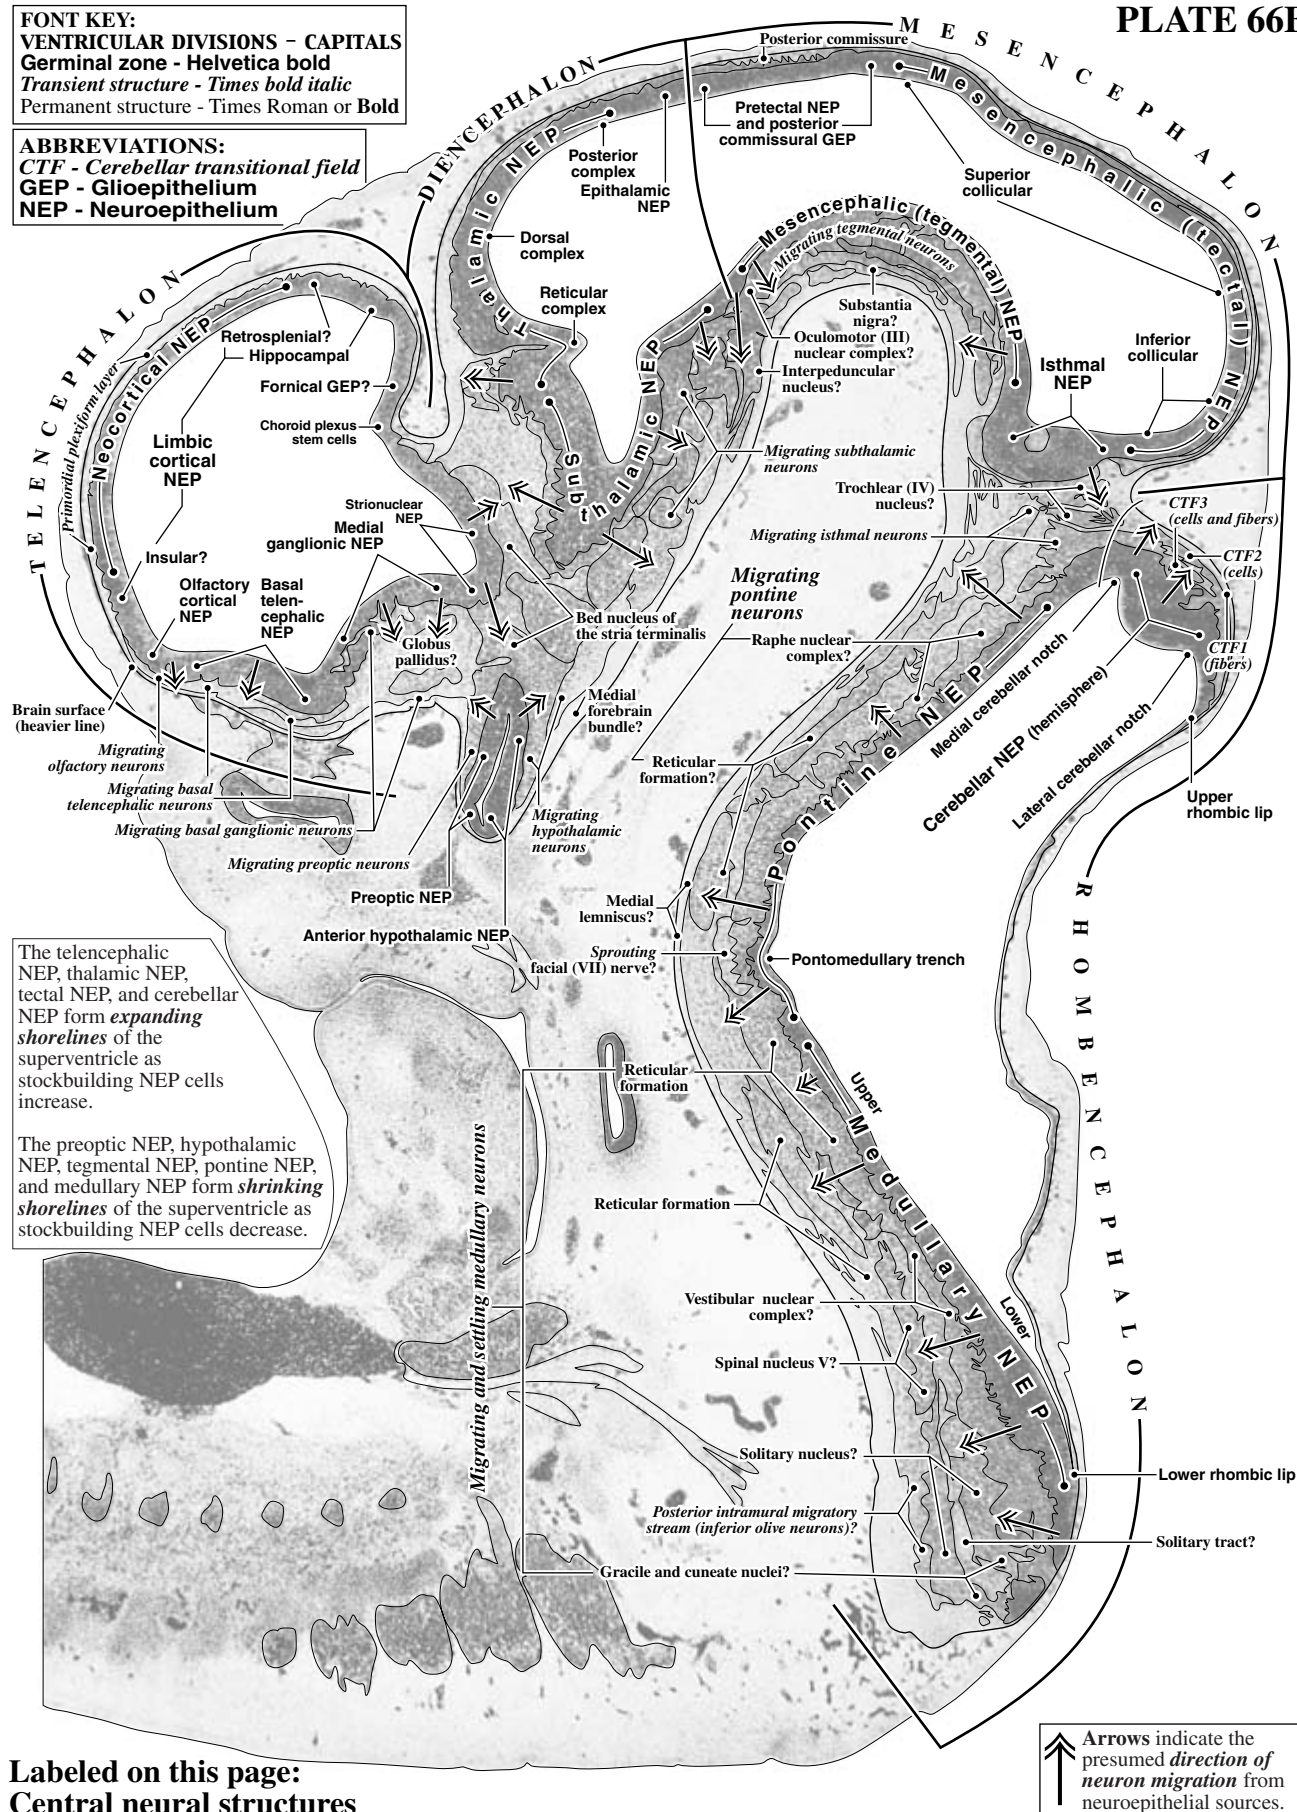 PLATE 66B
FONT KEY:
VENTRICULAR DIVISIONS – CAPITALS
Germinal zone - Helvetica bold
Transient structure - Times bold italic
Permanent structure - Times Roman or Bold
ABBREVIATIONS:
CTF - Cerebellar transitional field
GEP - Glioepithelium
NEP - Neuroepithelium
MESENCEPHALON
DIENCEPHALON
TELENCEPHALON
RHOMBENCEPHALON
Posterior commissure
Pretectal NEP
and posterior
commissural GEP
Mesencephalic (tectal) NEP
Superior
collicular
Thalamic NEP
Posterior
complex
Epithalamic
NEP
Dorsal
complex
Reticular
complex
Mesencephalic (tegmental) NEP
Migrating tegmental neurons
Substantia
nigra?
Oculomotor (III)
nuclear complex?
Interpeduncular
nucleus?
Inferior
collicular
Isthmal
NEP
Retrosplenial?
Hippocampal
Fornical GEP?
Choroid plexus
stem cells
Neocortical NEP
Primordial plexiform layer
Limbic
cortical
NEP
Subthalamic NEP
Migrating subthalamic
neurons
Trochlear (IV)
nucleus?
Migrating isthmal neurons
CTF3
(cells and fibers)
CTF2
(cells)
CTF1
(fibers)
Strionuclear
NEP
Medial
ganglionic NEP
Insular?
Olfactory
cortical
NEP
Basal
telen-
cephalic
NEP
Globus
pallidus?
Bed nucleus of
the stria terminalis
Migrating
pontine
neurons
Raphe nuclear
complex?
Pontine NEP
Medial cerebellar notch
Cerebellar NEP (hemisphere)
Lateral cerebellar notch
Upper
rhombic lip
Brain surface
(heavier line)
Migrating
olfactory neurons
Migrating basal
telencephalic neurons
Migrating basal ganglionic neurons
Migrating preoptic neurons
Medial
forebrain
bundle?
Migrating
hypothalamic
neurons
Reticular
formation?
Preoptic NEP
Anterior hypothalamic NEP
Medial
lemniscus?
Sprouting
facial (VII) nerve?
Pontomedullary trench
The telencephalic
NEP, thalamic NEP,
tectal NEP, and cerebellar
NEP form expanding
shorelines of the
superventricle as
stockbuilding NEP cells
increase.
The preoptic NEP, hypothalamic
NEP, tegmental NEP, pontine NEP,
and medullary NEP form shrinking
shorelines of the superventricle as
stockbuilding NEP cells decrease.
Reticular
formation
Upper
Medullary NEP
Lower
Migrating and settling medullary neurons
Reticular formation
Vestibular nuclear
complex?
Spinal nucleus V?
Solitary nucleus?
Lower rhombic lip
Posterior intramural migratory
stream (inferior olive neurons)?
Solitary tract?
Gracile and cuneate nuclei?
Arrows indicate the
presumed direction of
neuron migration from
neuroepithelial sources.
Labeled on this page:
Central neural structures